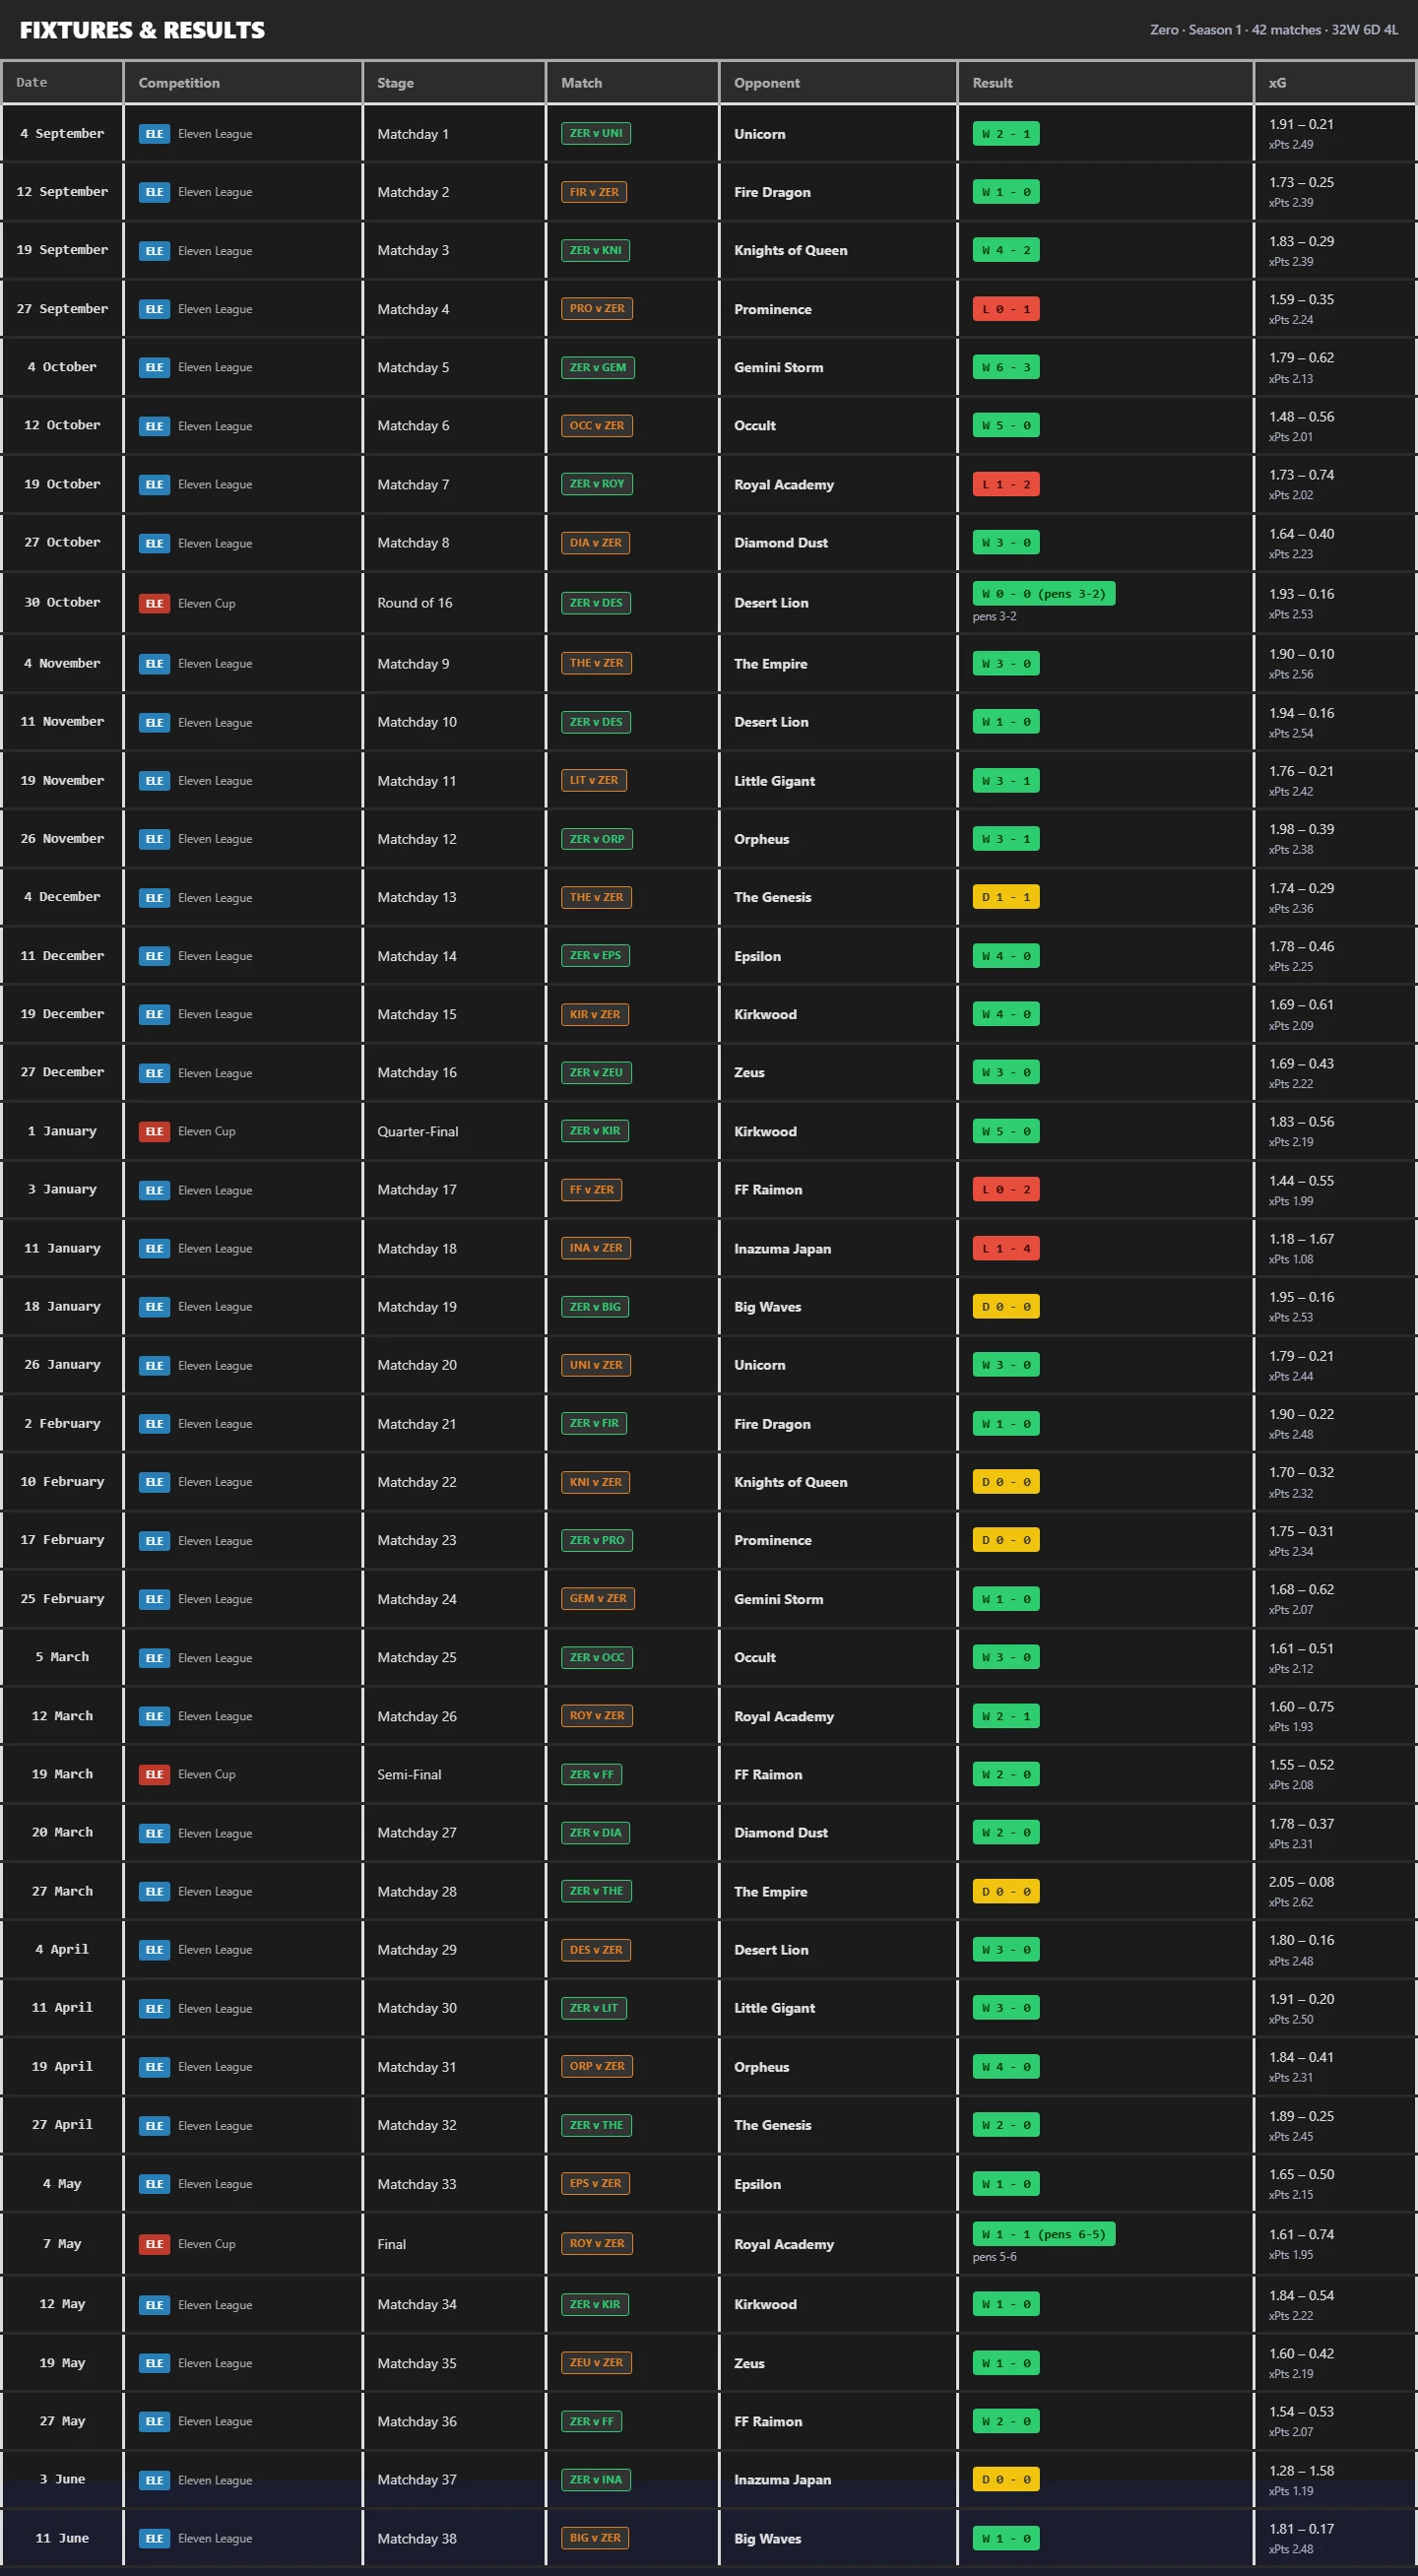 FIXTURES & RESULTS
Zero · Season 1 · 42 matches · 32W 6D 4L
Date Competition Stage Match Opponent Result xG
4 September ELE Eleven League Matchday 1 ZER v UNI Unicorn W 2 - 1 1.91 – 0.21
xPts 2.49
12 September ELE Eleven League Matchday 2 FIR v ZER Fire Dragon W 1 - 0 1.73 – 0.25
xPts 2.39
19 September ELE Eleven League Matchday 3 ZER v KNI Knights of Queen W 4 - 2 1.83 – 0.29
xPts 2.39
27 September ELE Eleven League Matchday 4 PRO v ZER Prominence L 0 - 1 1.59 – 0.35
xPts 2.24
4 October ELE Eleven League Matchday 5 ZER v GEM Gemini Storm W 6 - 3 1.79 – 0.62
xPts 2.13
12 October ELE Eleven League Matchday 6 OCC v ZER Occult W 5 - 0 1.48 – 0.56
xPts 2.01
19 October ELE Eleven League Matchday 7 ZER v ROY Royal Academy L 1 - 2 1.73 – 0.74
xPts 2.02
27 October ELE Eleven League Matchday 8 DIA v ZER Diamond Dust W 3 - 0 1.64 – 0.40
xPts 2.23
30 October ELE Eleven Cup Round of 16 ZER v DES Desert Lion W 0 - 0 (pens 3-2) 1.93 – 0.16
pens 3-2 xPts 2.53
4 November ELE Eleven League Matchday 9 THE v ZER The Empire W 3 - 0 1.90 – 0.10
xPts 2.56
11 November ELE Eleven League Matchday 10 ZER v DES Desert Lion W 1 - 0 1.94 – 0.16
xPts 2.54
19 November ELE Eleven League Matchday 11 LIT v ZER Little Gigant W 3 - 1 1.76 – 0.21
xPts 2.42
26 November ELE Eleven League Matchday 12 ZER v ORP Orpheus W 3 - 1 1.98 – 0.39
xPts 2.38
4 December ELE Eleven League Matchday 13 THE v ZER The Genesis D 1 - 1 1.74 – 0.29
xPts 2.36
11 December ELE Eleven League Matchday 14 ZER v EPS Epsilon W 4 - 0 1.78 – 0.46
xPts 2.25
19 December ELE Eleven League Matchday 15 KIR v ZER Kirkwood W 4 - 0 1.69 – 0.61
xPts 2.09
27 December ELE Eleven League Matchday 16 ZER v ZEU Zeus W 3 - 0 1.69 – 0.43
xPts 2.22
1 January ELE Eleven Cup Quarter-Final ZER v KIR Kirkwood W 5 - 0 1.83 – 0.56
xPts 2.19
3 January ELE Eleven League Matchday 17 FF v ZER FF Raimon L 0 - 2 1.44 – 0.55
xPts 1.99
11 January ELE Eleven League Matchday 18 INA v ZER Inazuma Japan L 1 - 4 1.18 – 1.67
xPts 1.08
18 January ELE Eleven League Matchday 19 ZER v BIG Big Waves D 0 - 0 1.95 – 0.16
xPts 2.53
26 January ELE Eleven League Matchday 20 UNI v ZER Unicorn W 3 - 0 1.79 – 0.21
xPts 2.44
2 February ELE Eleven League Matchday 21 ZER v FIR Fire Dragon W 1 - 0 1.90 – 0.22
xPts 2.48
10 February ELE Eleven League Matchday 22 KNI v ZER Knights of Queen D 0 - 0 1.70 – 0.32
xPts 2.32
17 February ELE Eleven League Matchday 23 ZER v PRO Prominence D 0 - 0 1.75 – 0.31
xPts 2.34
25 February ELE Eleven League Matchday 24 GEM v ZER Gemini Storm W 1 - 0 1.68 – 0.62
xPts 2.07
5 March ELE Eleven League Matchday 25 ZER v OCC Occult W 3 - 0 1.61 – 0.51
xPts 2.12
12 March ELE Eleven League Matchday 26 ROY v ZER Royal Academy W 2 - 1 1.60 – 0.75
xPts 1.93
19 March ELE Eleven Cup Semi-Final ZER v FF FF Raimon W 2 - 0 1.55 – 0.52
xPts 2.08
20 March ELE Eleven League Matchday 27 ZER v DIA Diamond Dust W 2 - 0 1.78 – 0.37
xPts 2.31
27 March ELE Eleven League Matchday 28 ZER v THE The Empire D 0 - 0 2.05 – 0.08
xPts 2.62
4 April ELE Eleven League Matchday 29 DES v ZER Desert Lion W 3 - 0 1.80 – 0.16
xPts 2.48
11 April ELE Eleven League Matchday 30 ZER v LIT Little Gigant W 3 - 0 1.91 – 0.20
xPts 2.50
19 April ELE Eleven League Matchday 31 ORP v ZER Orpheus W 4 - 0 1.84 – 0.41
xPts 2.31
27 April ELE Eleven League Matchday 32 ZER v THE The Genesis W 2 - 0 1.89 – 0.25
xPts 2.45
4 May ELE Eleven League Matchday 33 EPS v ZER Epsilon W 1 - 0 1.65 – 0.50
xPts 2.15
7 May ELE Eleven Cup Final ROY v ZER Royal Academy W 1 - 1 (pens 6-5) 1.61 – 0.74
pens 5-6 xPts 1.95
12 May ELE Eleven League Matchday 34 ZER v KIR Kirkwood W 1 - 0 1.84 – 0.54
xPts 2.22
19 May ELE Eleven League Matchday 35 ZEU v ZER Zeus W 1 - 0 1.60 – 0.42
xPts 2.19
27 May ELE Eleven League Matchday 36 ZER v FF FF Raimon W 2 - 0 1.54 – 0.53
xPts 2.07
3 June ELE Eleven League Matchday 37 ZER v INA Inazuma Japan D 0 - 0 1.28 – 1.58
xPts 1.19
11 June ELE Eleven League Matchday 38 BIG v ZER Big Waves W 1 - 0 1.81 – 0.17
xPts 2.48